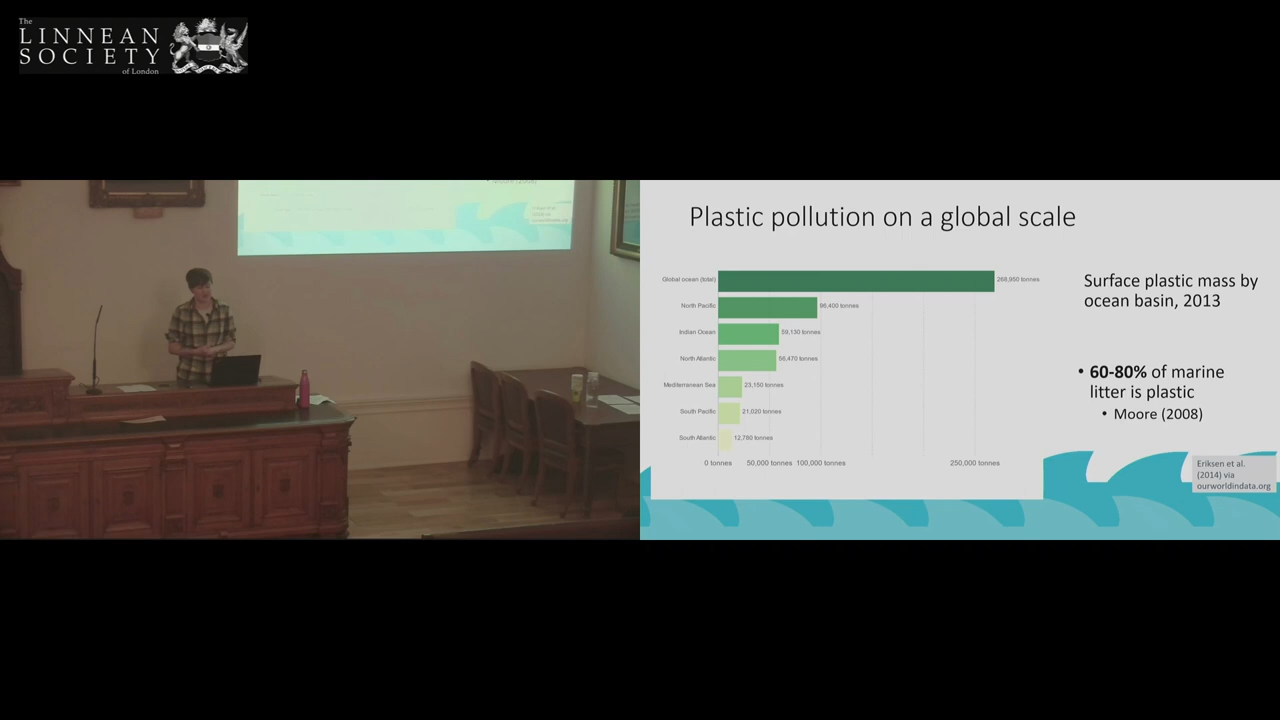 The
LINNEAN
SOCIETY
of London
Plastic pollution on a global scale
Global ocean (total) 268,950 tonnes
North Pacific 96,400 tonnes
Indian Ocean 59,130 tonnes
North Atlantic 56,470 tonnes
Mediterranean Sea 23,150 tonnes
South Pacific 21,020 tonnes
South Atlantic 12,780 tonnes
0 tonnes 50,000 tonnes 100,000 tonnes 250,000 tonnes
Surface plastic mass by
ocean basin, 2013
• 60-80% of marine
litter is plastic
• Moore (2008)
Eriksen et al.
(2014) via
ourworldindata.org